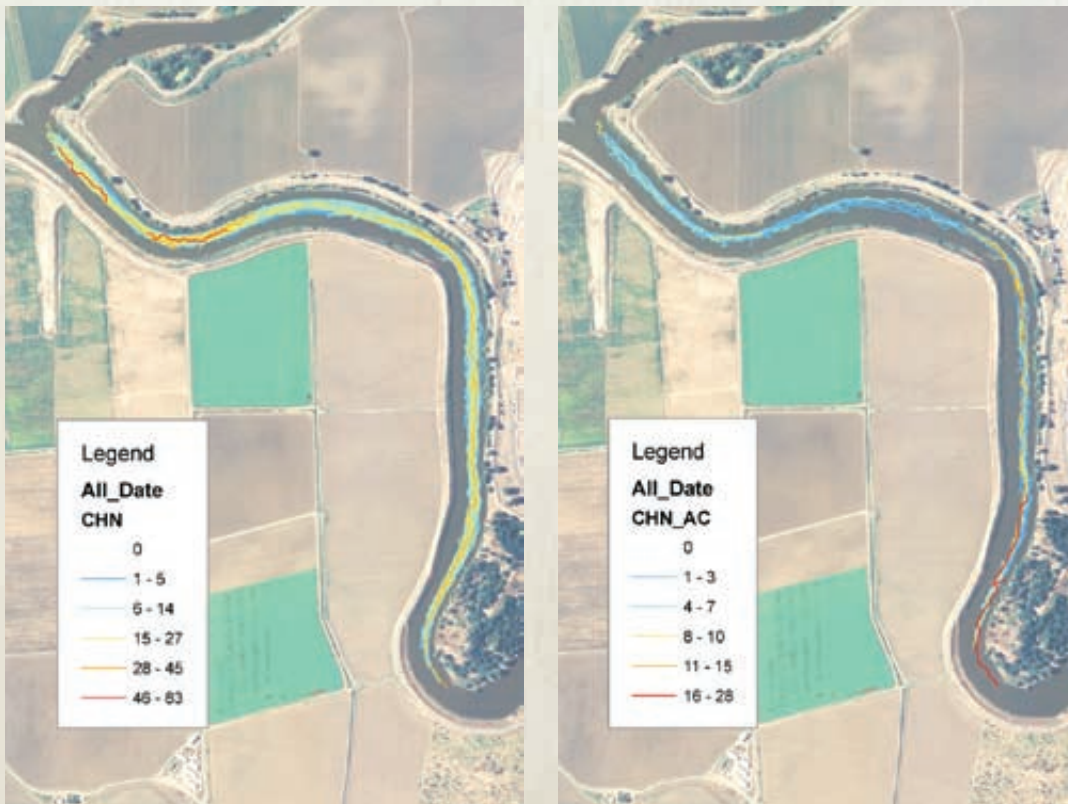 Legend
All_Date
CHN
0
1 - 5
6 - 14
15 - 27
28 - 45
46 - 83
Legend
All_Date
CHN_AC
0
1 - 3
4 - 7
8 - 10
11 - 15
16 - 28